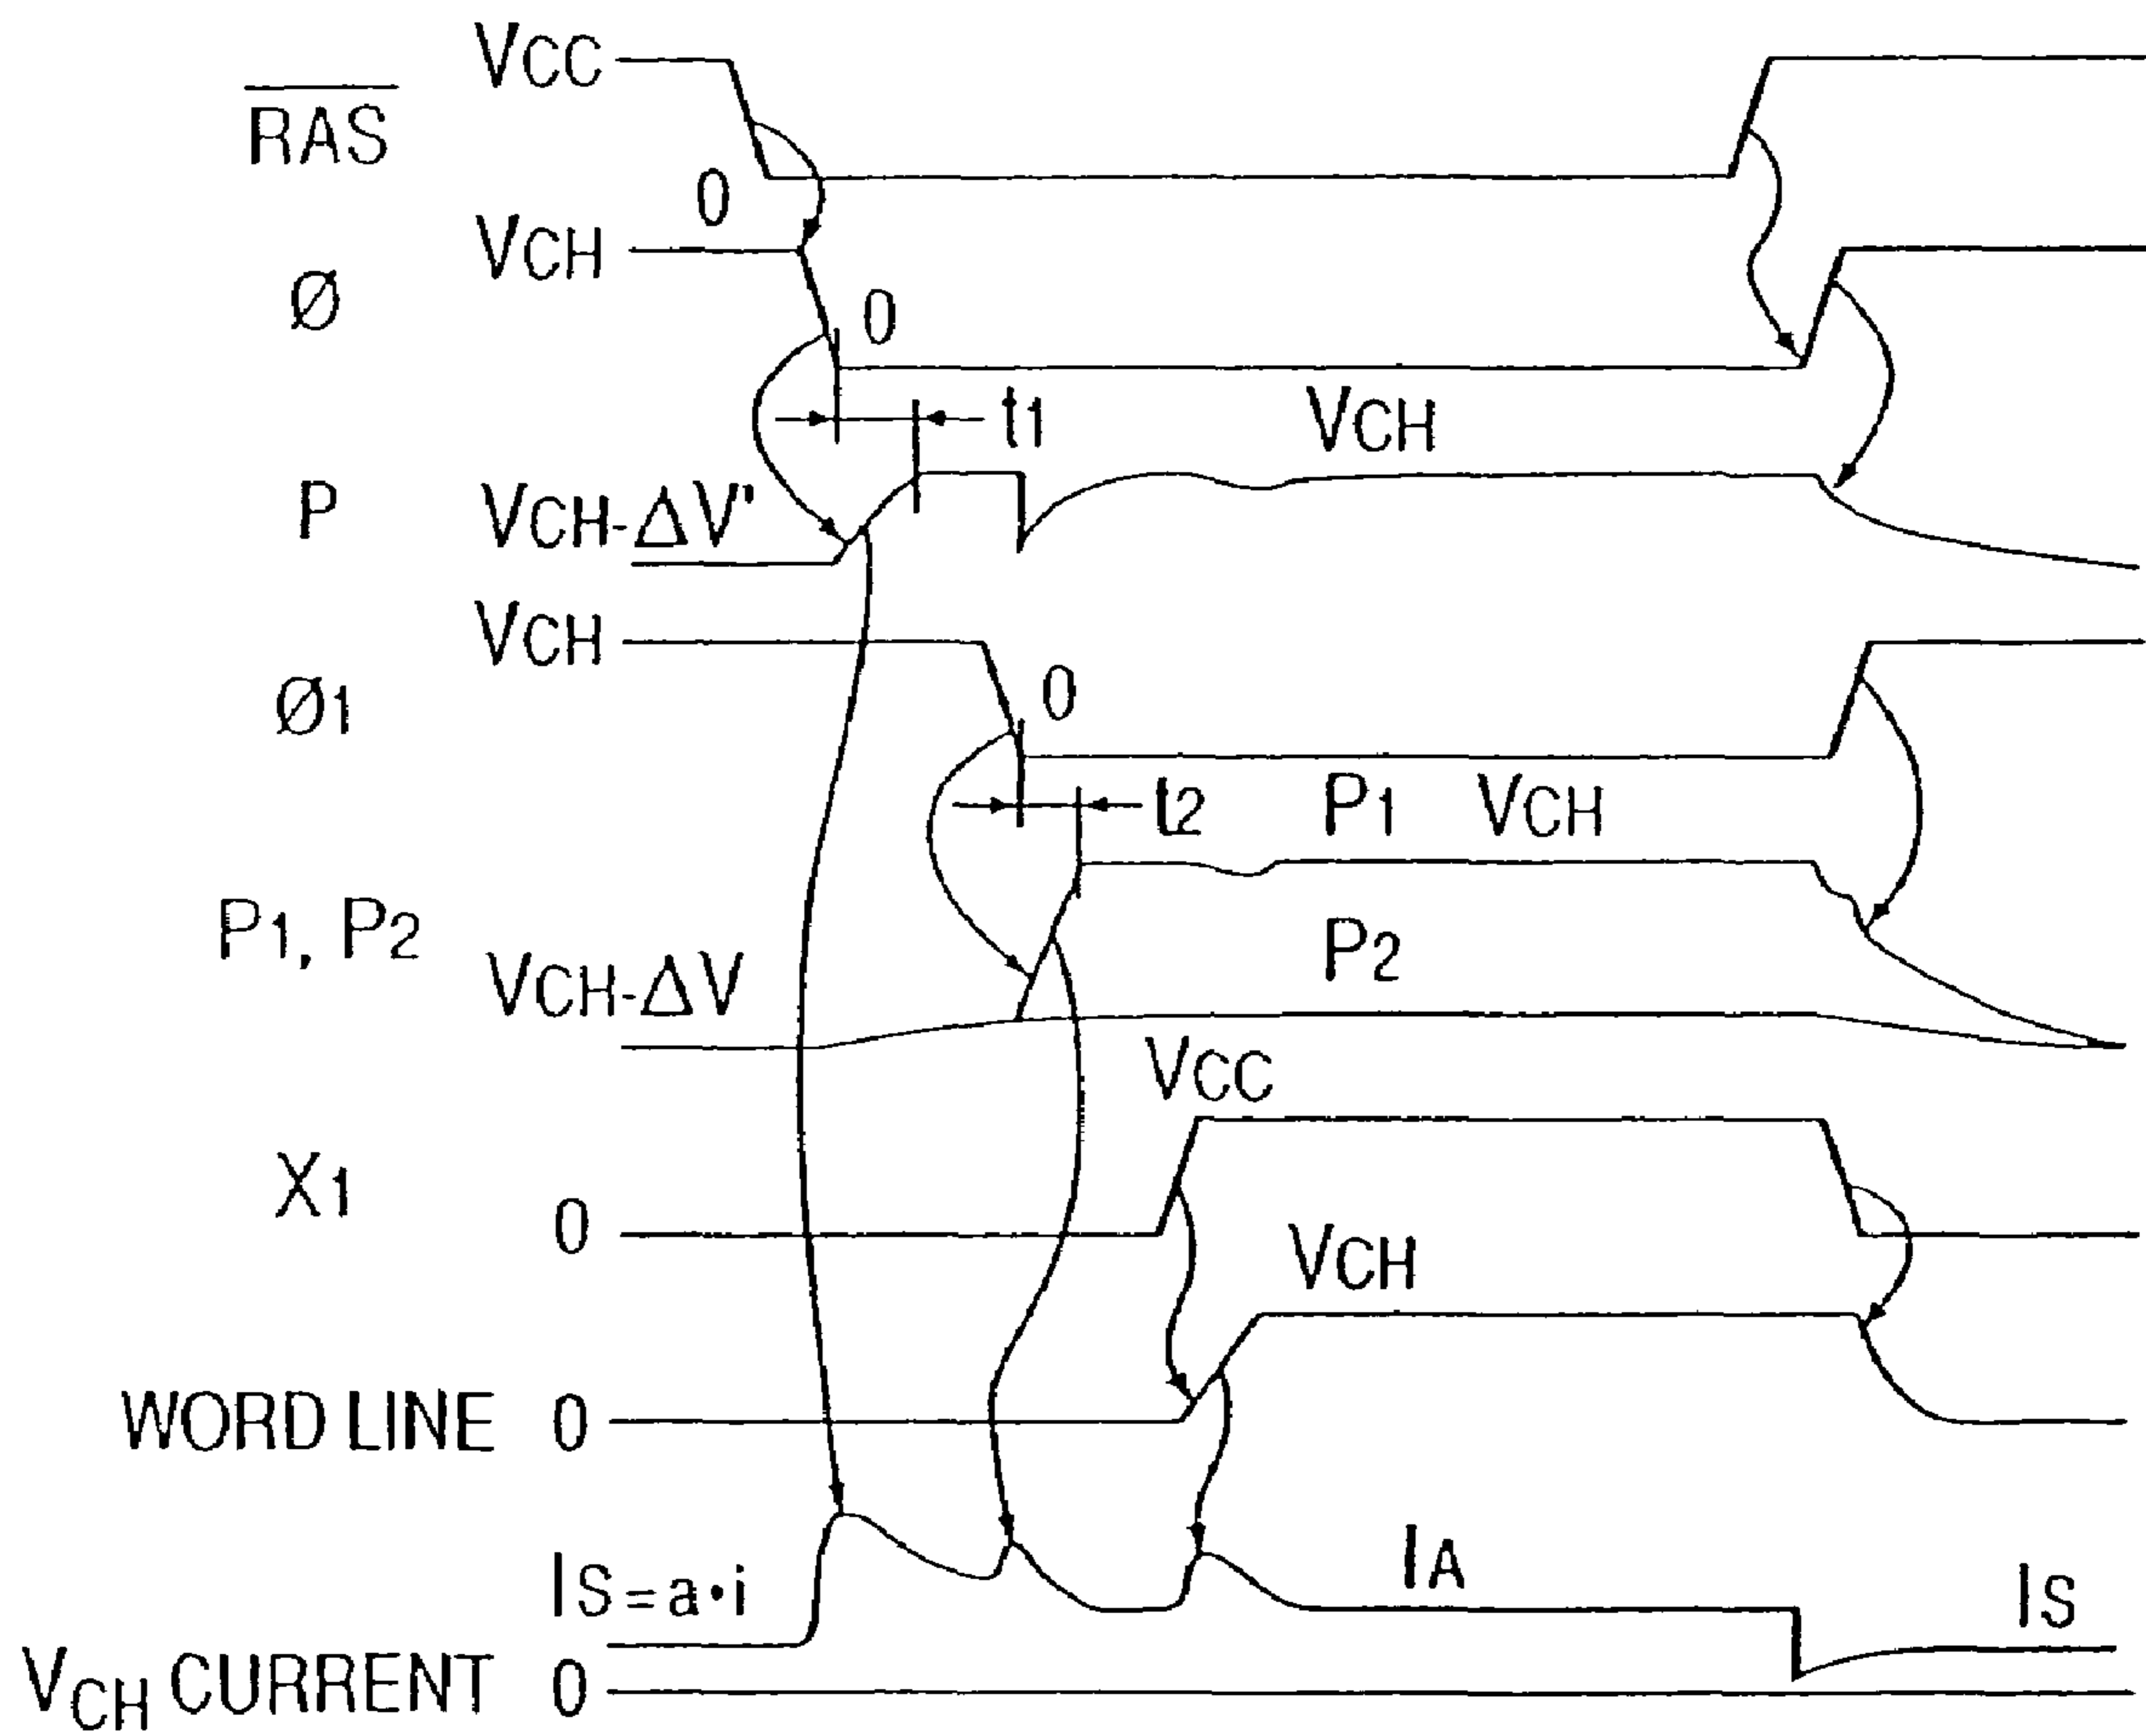 VCC
R̅A̅S̅
0
VCH
Ø
0
t1
VCH
P
VCH-ΔV'
VCH
Ø1
0
t2
P1
VCH
P1, P2
P2
VCH-ΔV
VCC
X1
0
VCH
WORD LINE 0
IA
IS=a•i
IS
VCH CURRENT 0